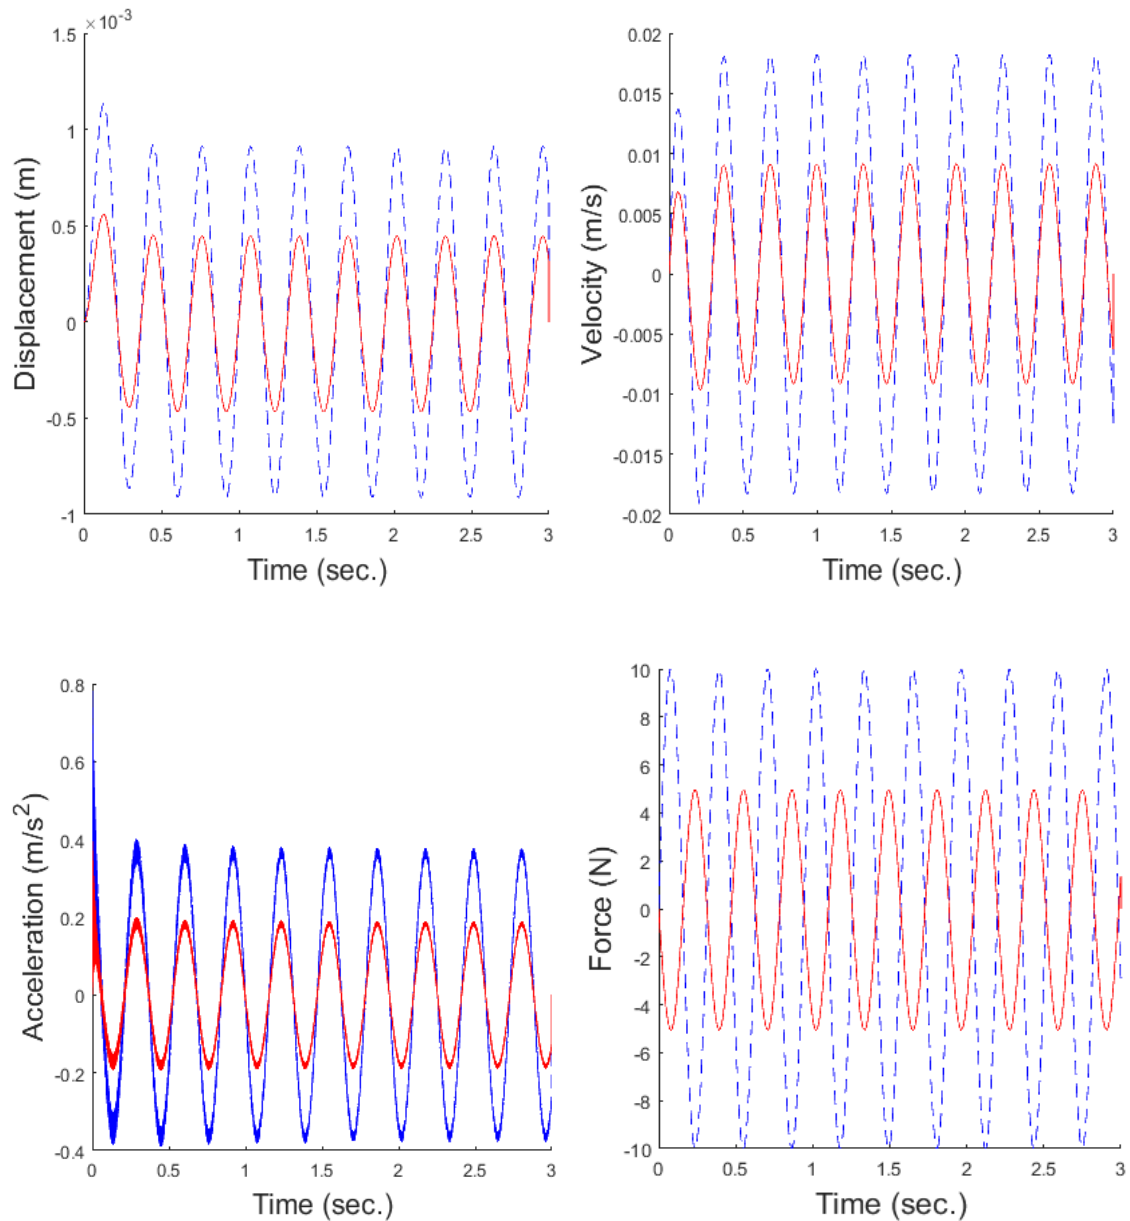 ×10⁻³
1.5
1
0.5
0
-0.5
-1
0 0.5 1 1.5 2 2.5 3
Displacement (m)
Time (sec.)
0.02
0.015
0.01
0.005
0
-0.005
-0.01
-0.015
-0.02
0 0.5 1 1.5 2 2.5 3
Velocity (m/s)
Time (sec.)
0.8
0.6
0.4
0.2
0
-0.2
-0.4
0 0.5 1 1.5 2 2.5 3
Acceleration (m/s²)
Time (sec.)
10
8
6
4
2
0
-2
-4
-6
-8
-10
0.5 1 1.5 2 2.5 3
Force (N)
Time (sec.)